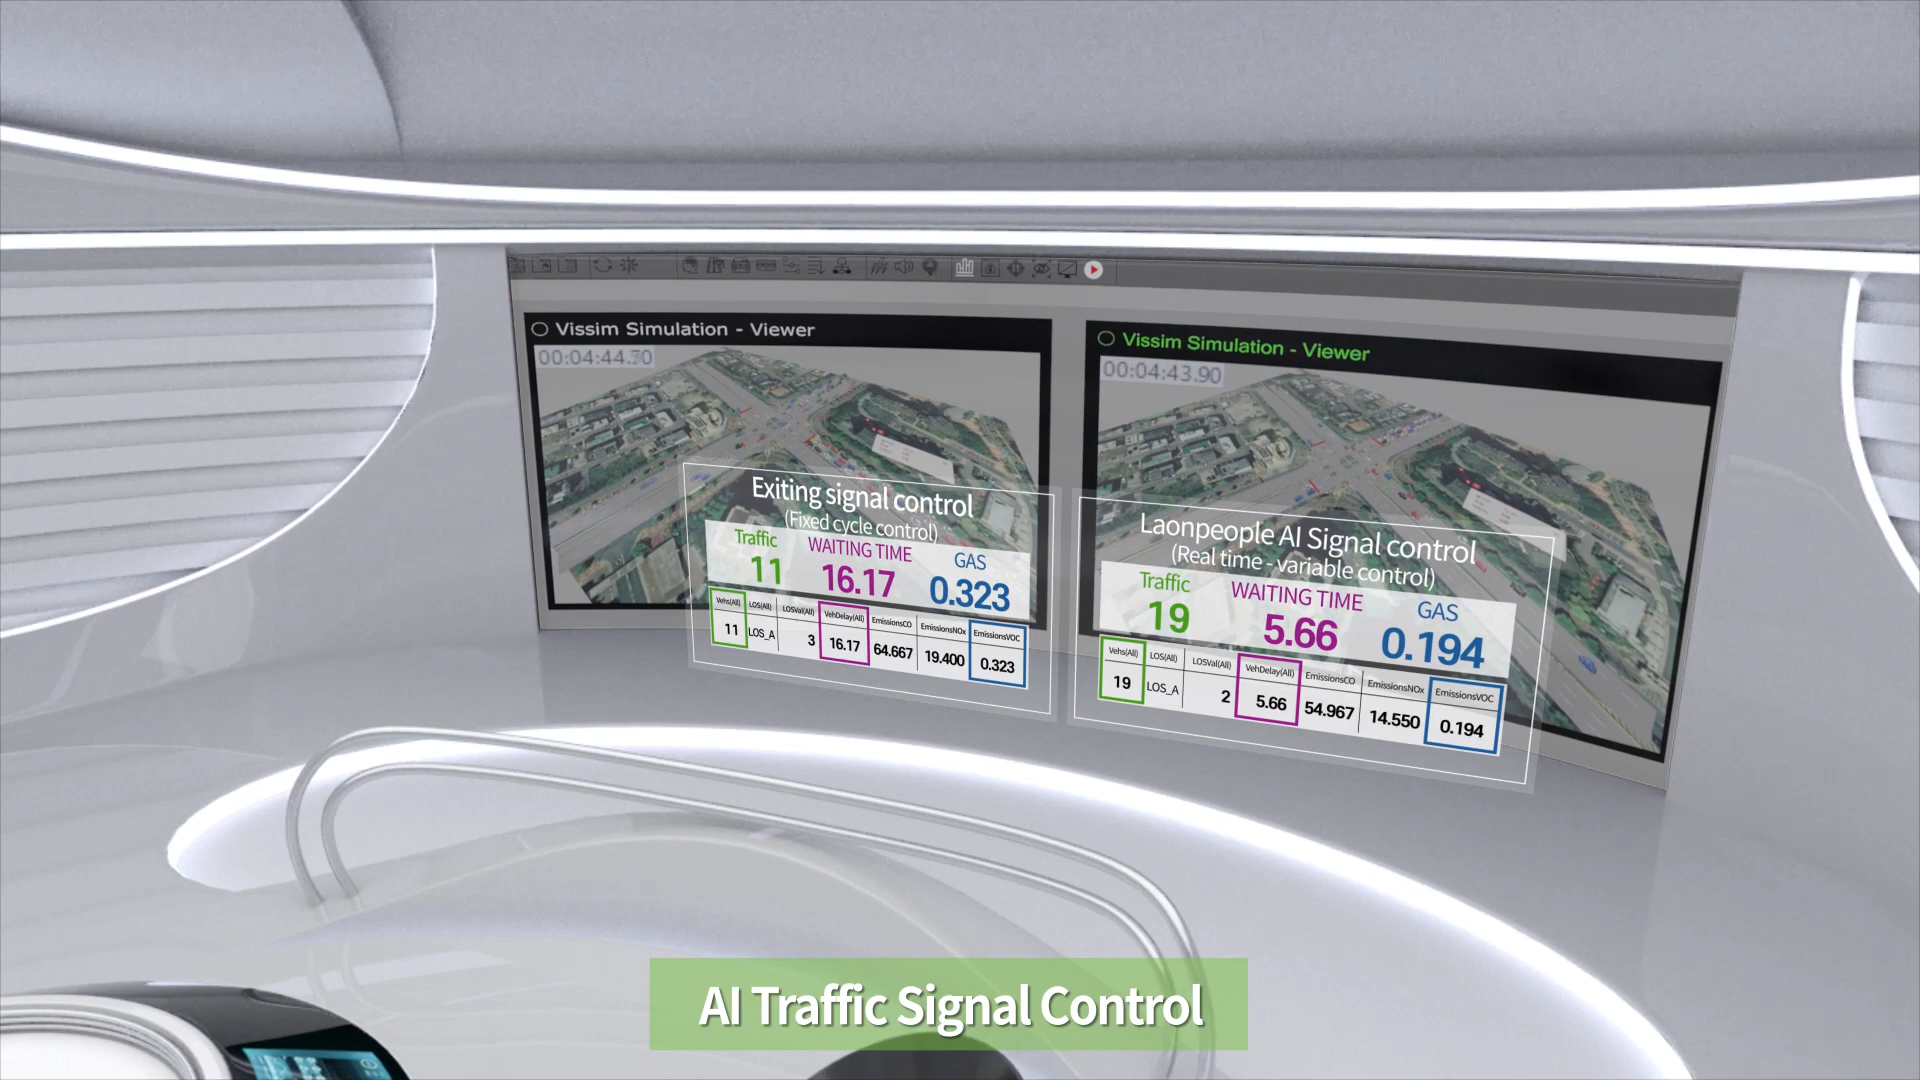 Vissim Simulation - Viewer
00:04:44.70
Exiting signal control
(Fixed cycle control)
Traffic WAITING TIME GAS
11 16.17 0.323
Vehs(All) LOS(All) LOSVal(All) VehDelay(All) EmissionsCO EmissionsNOx EmissionsVOC
11 LOS_A 3 16.17 64.667 19.400 0.323
Vissim Simulation - Viewer
00:04:43.90
Laonpeople AI Signal control
(Real time - variable control)
Traffic WAITING TIME GAS
19 5.66 0.194
Vehs(All) LOS(All) LOSVal(All) VehDelay(All) EmissionsCO EmissionsNOx EmissionsVOC
19 LOS_A 2 5.66 54.967 14.550 0.194
AI Traffic Signal Control